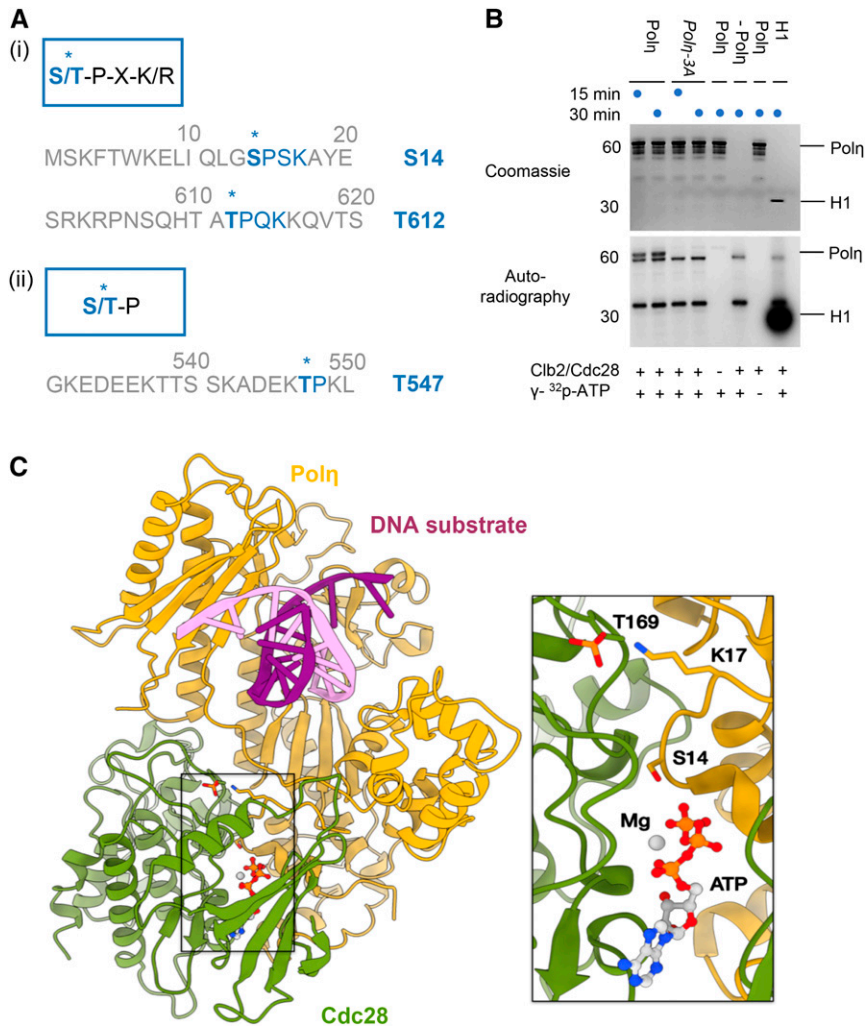 A
(i)
*
S/T-P-X-K/R
10 * 20
MSKFTWKELI QLGSPSKAYE S14
610 * 620
SRKRPNSQHT ATPQKKQVTS T612
(ii)
*
S/T-P
540 * 550
GKEDEEKTTS SKADEKTPKL T547
B
Polη
Polη-3A
Polη
- Polη
Polη
H1
15 min
30 min
Coomassie
60
30
Polη
H1
Auto-
radiography
60
30
Polη
H1
Clb2/Cdc28 + + + + - + + +
γ- ³²p-ATP + + + + + + - +
C
Polη
DNA substrate
Cdc28
T169
K17
S14
Mg
ATP